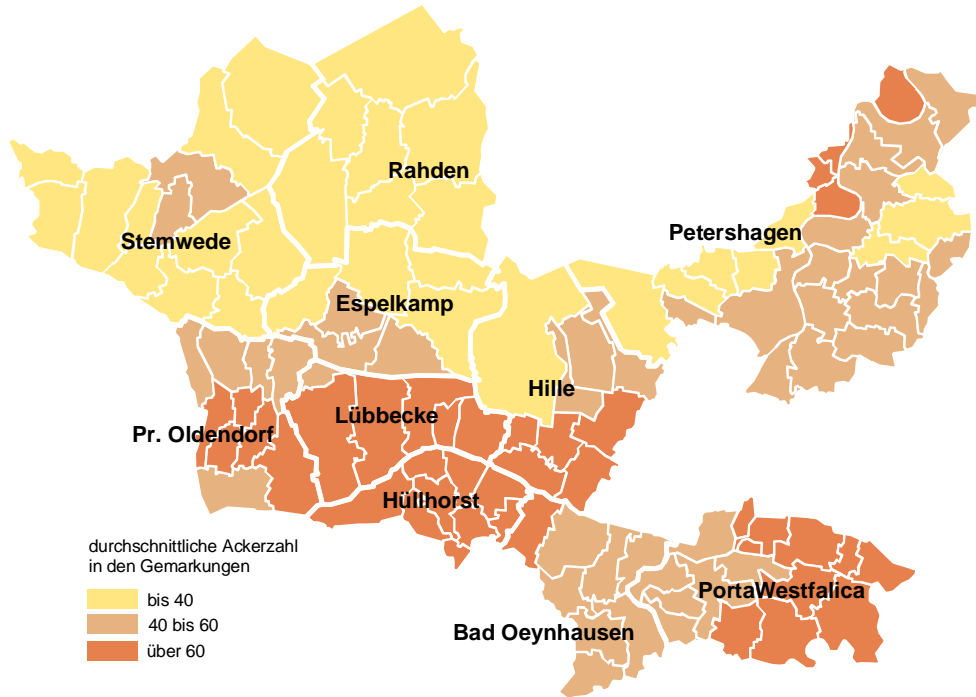 Rahden
Stemwede
Petershagen
Espelkamp
Hille
Lübbecke
Pr. Oldendorf
Hüllhorst
durchschnittliche Ackerzahl
in den Gemarkungen
bis 40
40 bis 60
über 60
PortaWestfalica
Bad Oeynhausen